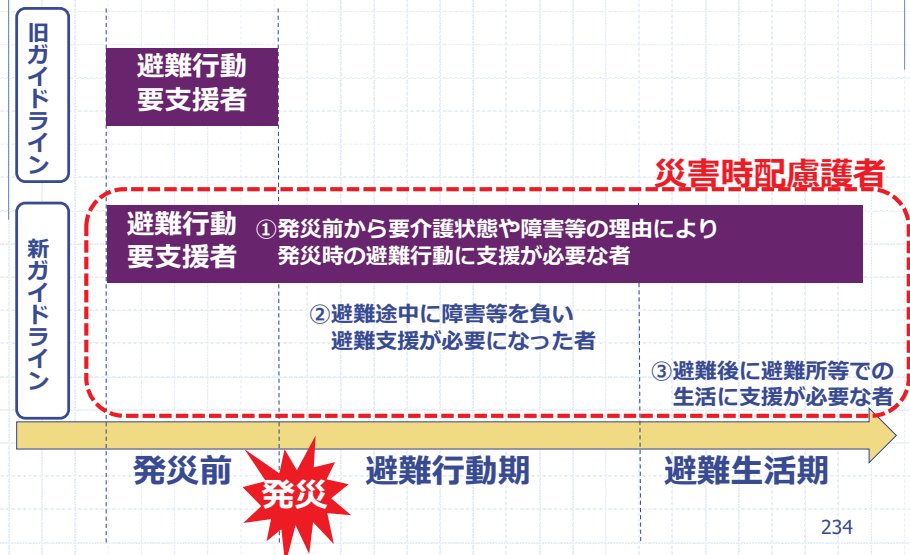 旧ガイドライン
避難行動
要支援者
災害時配慮護者
新ガイドライン
避難行動
要支援者
①発災前から要介護状態や障害等の理由により
発災時の避難行動に支援が必要な者
②避難途中に障害等を負い
避難支援が必要になった者
③避難後に避難所等での
生活に支援が必要な者
発災前
発災
避難行動期
避難生活期
234